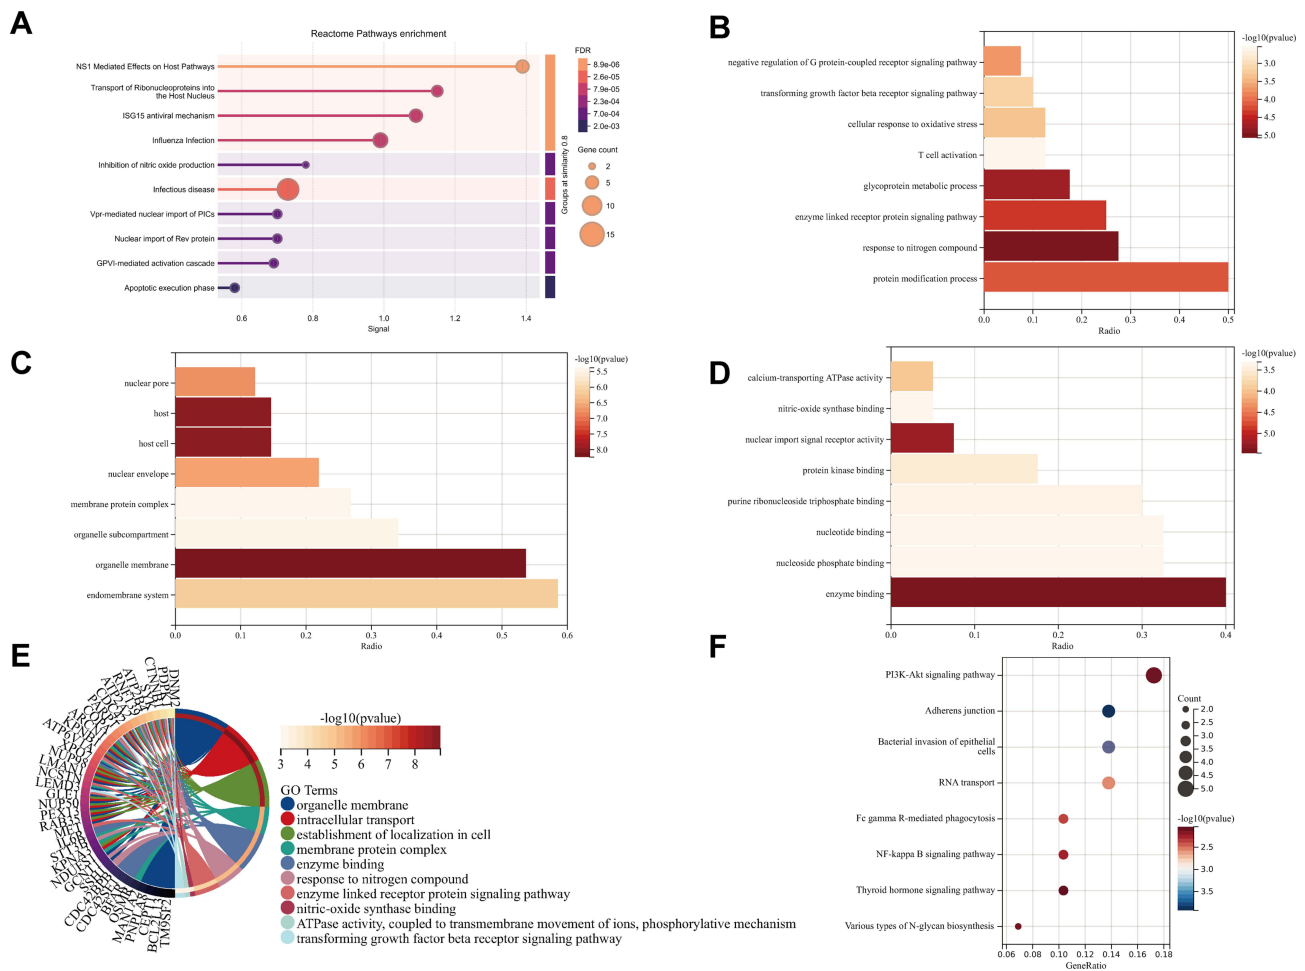 A
Reactome Pathways enrichment
NS1 Mediated Effects on Host Pathways
Transport of Ribonucleoproteins into
the Host Nucleus
ISG15 antiviral mechanism
Influenza Infection
Inhibition of nitric oxide production
Infectious disease
Vpr-mediated nuclear import of PICs
Nuclear import of Rev protein
GPVI-mediated activation cascade
Apoptotic execution phase
0.6 0.8 1.0 1.2 1.4
Signal
Groups at similarity 0.8
FDR
8.9e-06
2.6e-05
7.9e-05
2.3e-04
7.0e-04
2.0e-03
Gene count
2
5
10
15
B
negative regulation of G protein-coupled receptor signaling pathway
transforming growth factor beta receptor signaling pathway
cellular response to oxidative stress
T cell activation
glycoprotein metabolic process
enzyme linked receptor protein signaling pathway
response to nitrogen compound
protein modification process
0.0 0.1 0.2 0.3 0.4 0.5
Radio
-log10(pvalue)
3.0
3.5
4.0
4.5
5.0
C
nuclear pore
host
host cell
nuclear envelope
membrane protein complex
organelle subcompartment
organelle membrane
endomembrane system
0.0 0.1 0.2 0.3 0.4 0.5 0.6
Radio
-log10(pvalue)
5.5
6.0
6.5
7.0
7.5
8.0
D
calcium-transporting ATPase activity
nitric-oxide synthase binding
nuclear import signal receptor activity
protein kinase binding
purine ribonucleoside triphosphate binding
nucleotide binding
nucleoside phosphate binding
enzyme binding
0.0 0.1 0.2 0.3 0.4
Radio
-log10(pvalue)
3.5
4.0
4.5
5.0
E
DNM2
XPO7
NUP98
LMAN1
NCSTN
LEMD3
GLE1
NUP50
PEX13
RAB35
MET
IL9R
TM9SF2
-log10(pvalue)
3 4 5 6 7 8
GO Terms
organelle membrane
intracellular transport
establishment of localization in cell
membrane protein complex
enzyme binding
response to nitrogen compound
enzyme linked receptor protein signaling pathway
nitric-oxide synthase binding
ATPase activity, coupled to transmembrane movement of ions, phosphorylative mechanism
transforming growth factor beta receptor signaling pathway
F
PI3K-Akt signaling pathway
Adherens junction
Bacterial invasion of epithelial
cells
RNA transport
Fc gamma R-mediated phagocytosis
NF-kappa B signaling pathway
Thyroid hormone signaling pathway
Various types of N-glycan biosynthesis
0.06 0.08 0.10 0.12 0.14 0.16 0.18
GeneRatio
Count
2.0
2.5
3.0
3.5
4.0
4.5
5.0
-log10(pvalue)
2.0
2.5
3.0
3.5